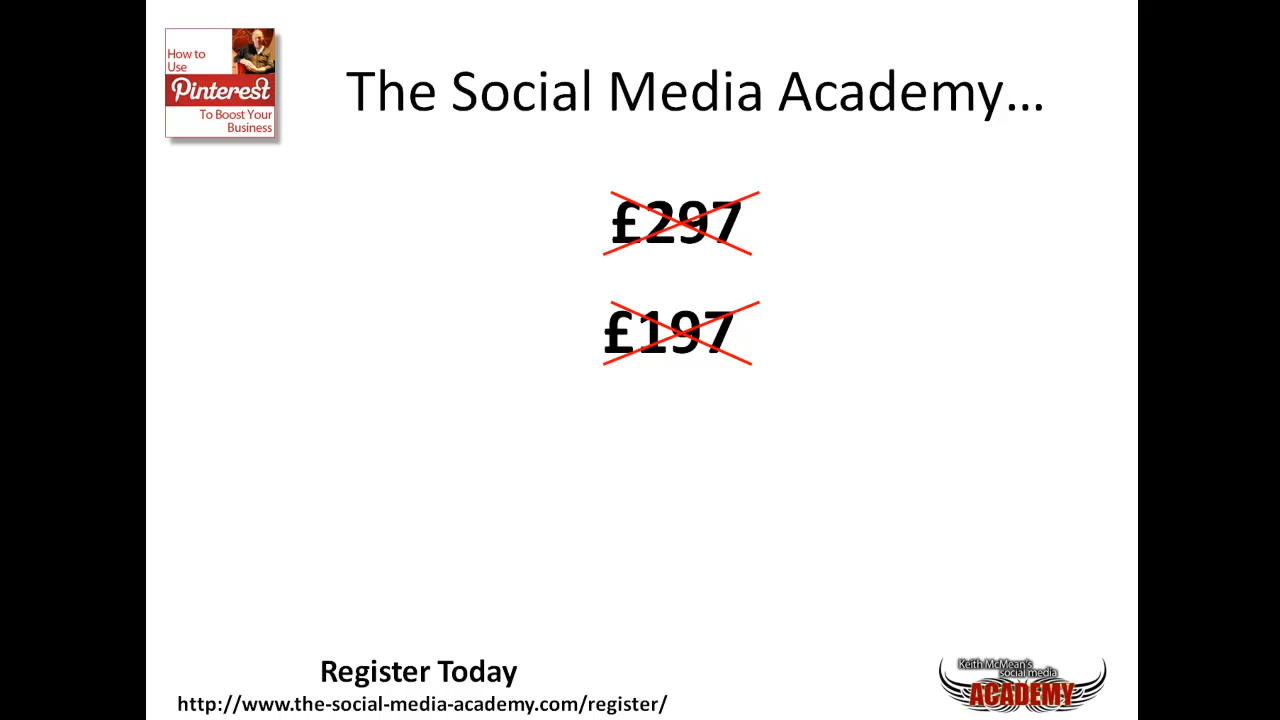 How to
Use
Pinterest
To Boost Your
Business
The Social Media Academy...
£297
£197
Register Today
http://www.the-social-media-academy.com/register/
Keith McMean's
social media
ACADEMY